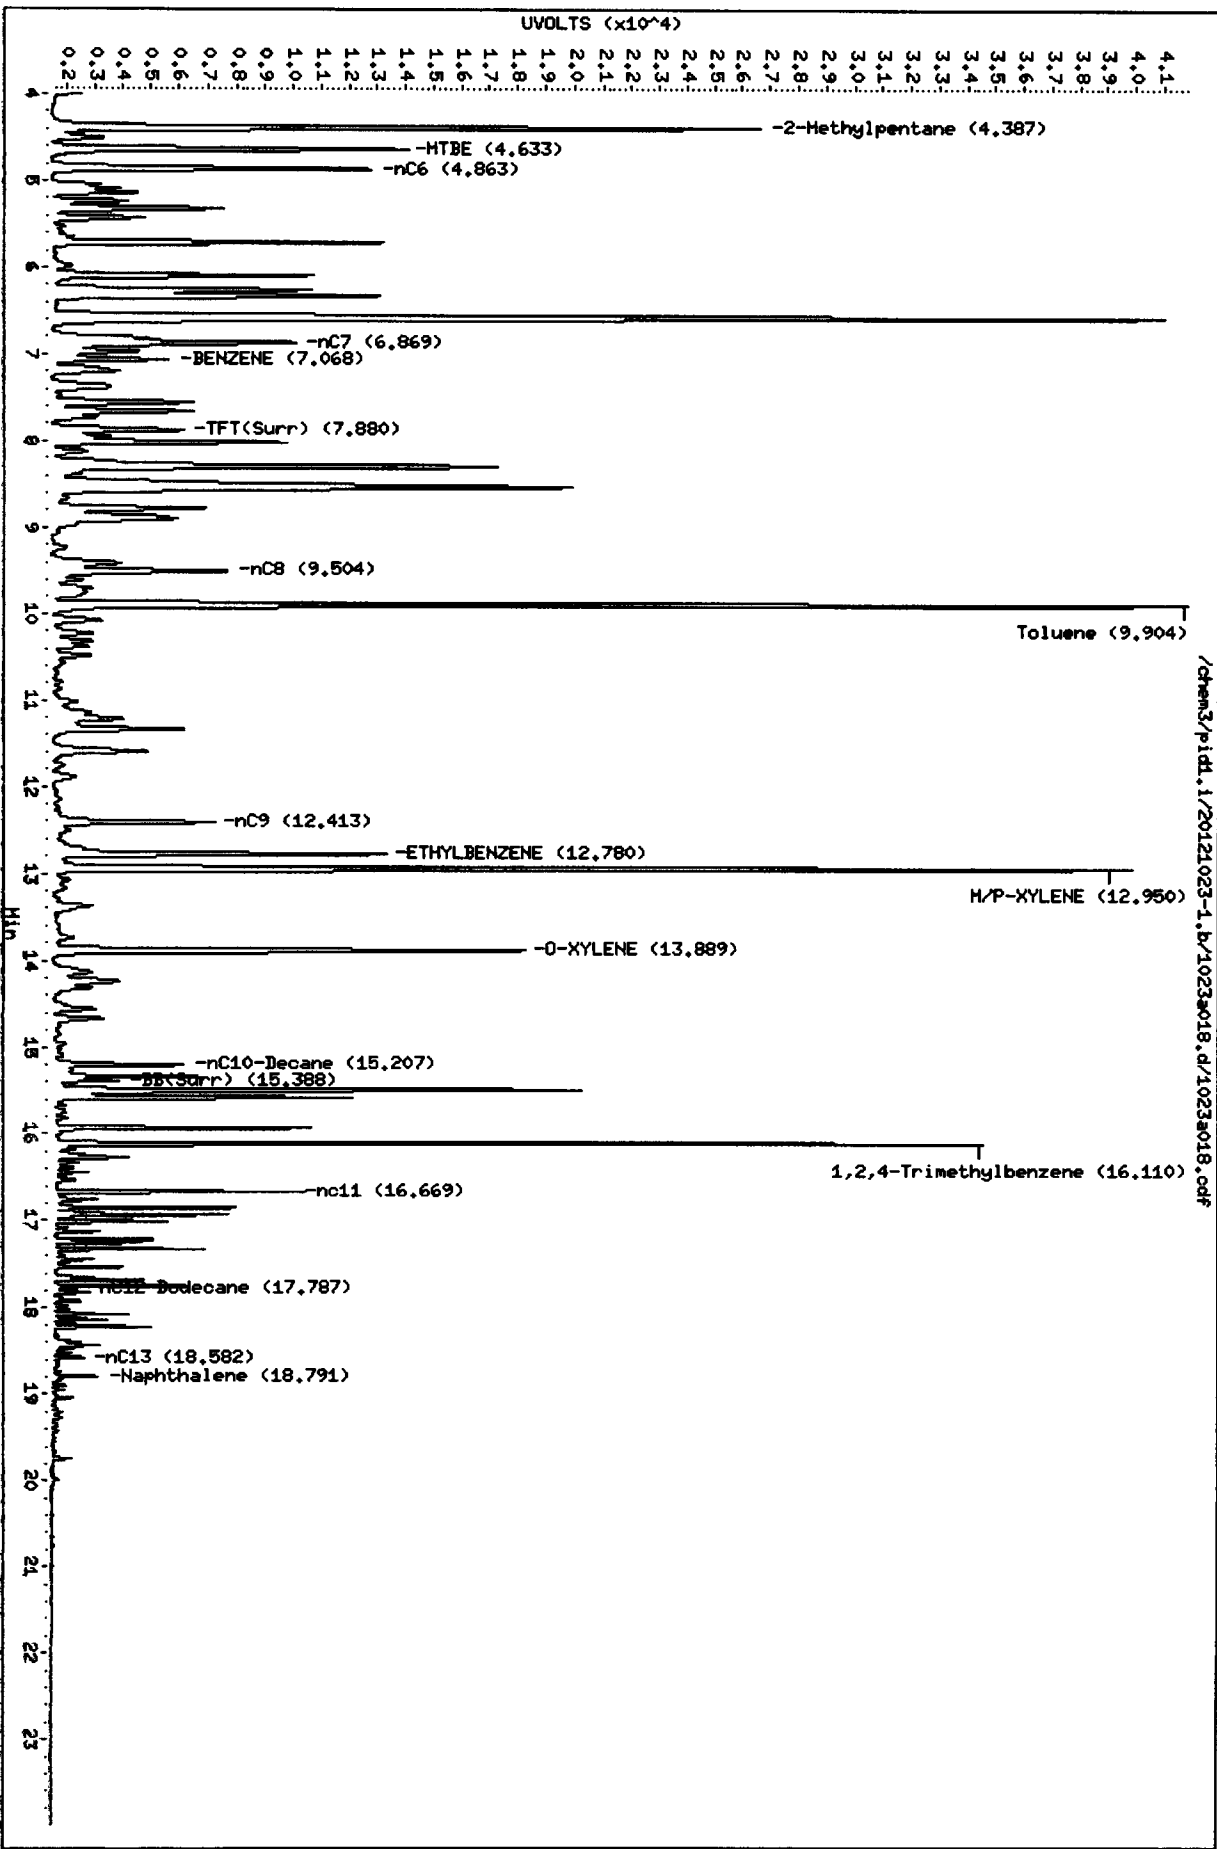 /chem3/pid1.i/20121023-1.b/1023a018.d/1023a018.cdf
UVOLTS (x10^4)
4.1
4.0
3.9
3.8
3.7
3.6
3.5
3.4
3.3
3.2
3.1
3.0
2.9
2.8
2.7
2.6
2.5
2.4
2.3
2.2
2.1
2.0
1.9
1.8
1.7
1.6
1.5
1.4
1.3
1.2
1.1
1.0
0.9
0.8
0.7
0.6
0.5
0.4
0.3
0.2
-2-Methylpentane (4.387)
-MTBE (4.633)
-nC6 (4.863)
-nC7 (6.869)
-BENZENE (7.068)
-TFT(Surr) (7.880)
-nC8 (9.504)
Toluene (9.904)
-nC9 (12.413)
-ETHYLBENZENE (12.780)
M/P-XYLENE (12.950)
-O-XYLENE (13.889)
-nC10-Decane (15.207)
-BB(Surr) (15.388)
1,2,4-Trimethylbenzene (16.110)
-nc11 (16.669)
nC12-Dodecane (17.787)
-nC13 (18.582)
-Naphthalene (18.791)
4
5
6
7
8
9
10
11
12
13
14
15
16
17
18
19
20
21
22
23
Min